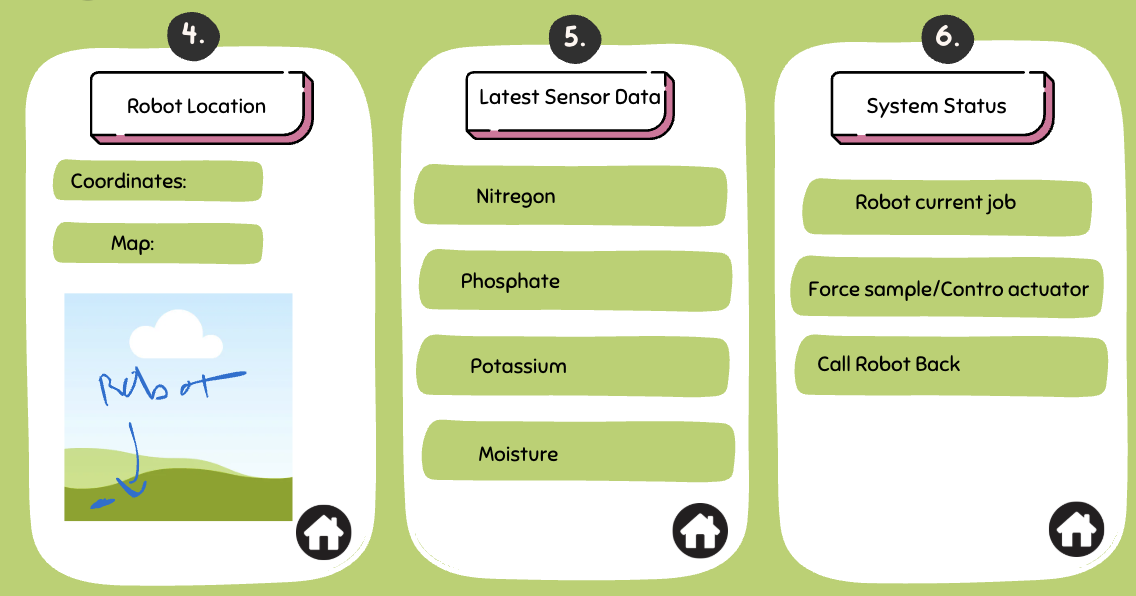 4.
Robot Location
Coordinates:
Map:
Robot
5.
Latest Sensor Data
Nitregon
Phosphate
Potassium
Moisture
6.
System Status
Robot current job
Force sample/Contro actuator
Call Robot Back